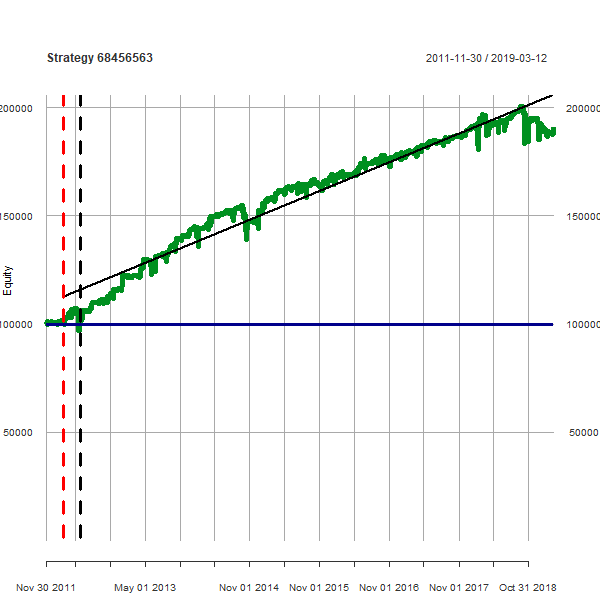 Strategy 68456563 2011-11-30 / 2019-03-12
200000 200000
150000 150000
Equity
100000 100000
50000 50000
Nov 30 2011 May 01 2013 Nov 01 2014 Nov 01 2015 Nov 01 2016 Nov 01 2017 Oct 31 2018